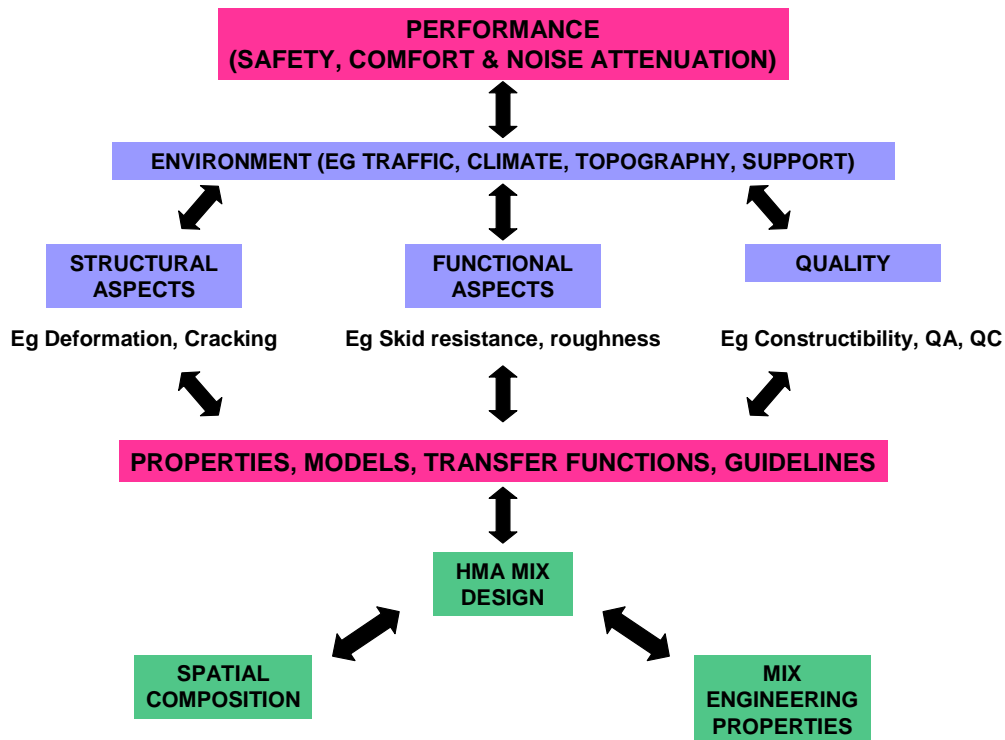 PERFORMANCE
(SAFETY, COMFORT & NOISE ATTENUATION)
ENVIRONMENT (EG TRAFFIC, CLIMATE, TOPOGRAPHY, SUPPORT)
STRUCTURAL
ASPECTS
FUNCTIONAL
ASPECTS
QUALITY
Eg Deformation, Cracking
Eg Skid resistance, roughness
Eg Constructibility, QA, QC
PROPERTIES, MODELS, TRANSFER FUNCTIONS, GUIDELINES
HMA MIX
DESIGN
SPATIAL
COMPOSITION
MIX
ENGINEERING
PROPERTIES